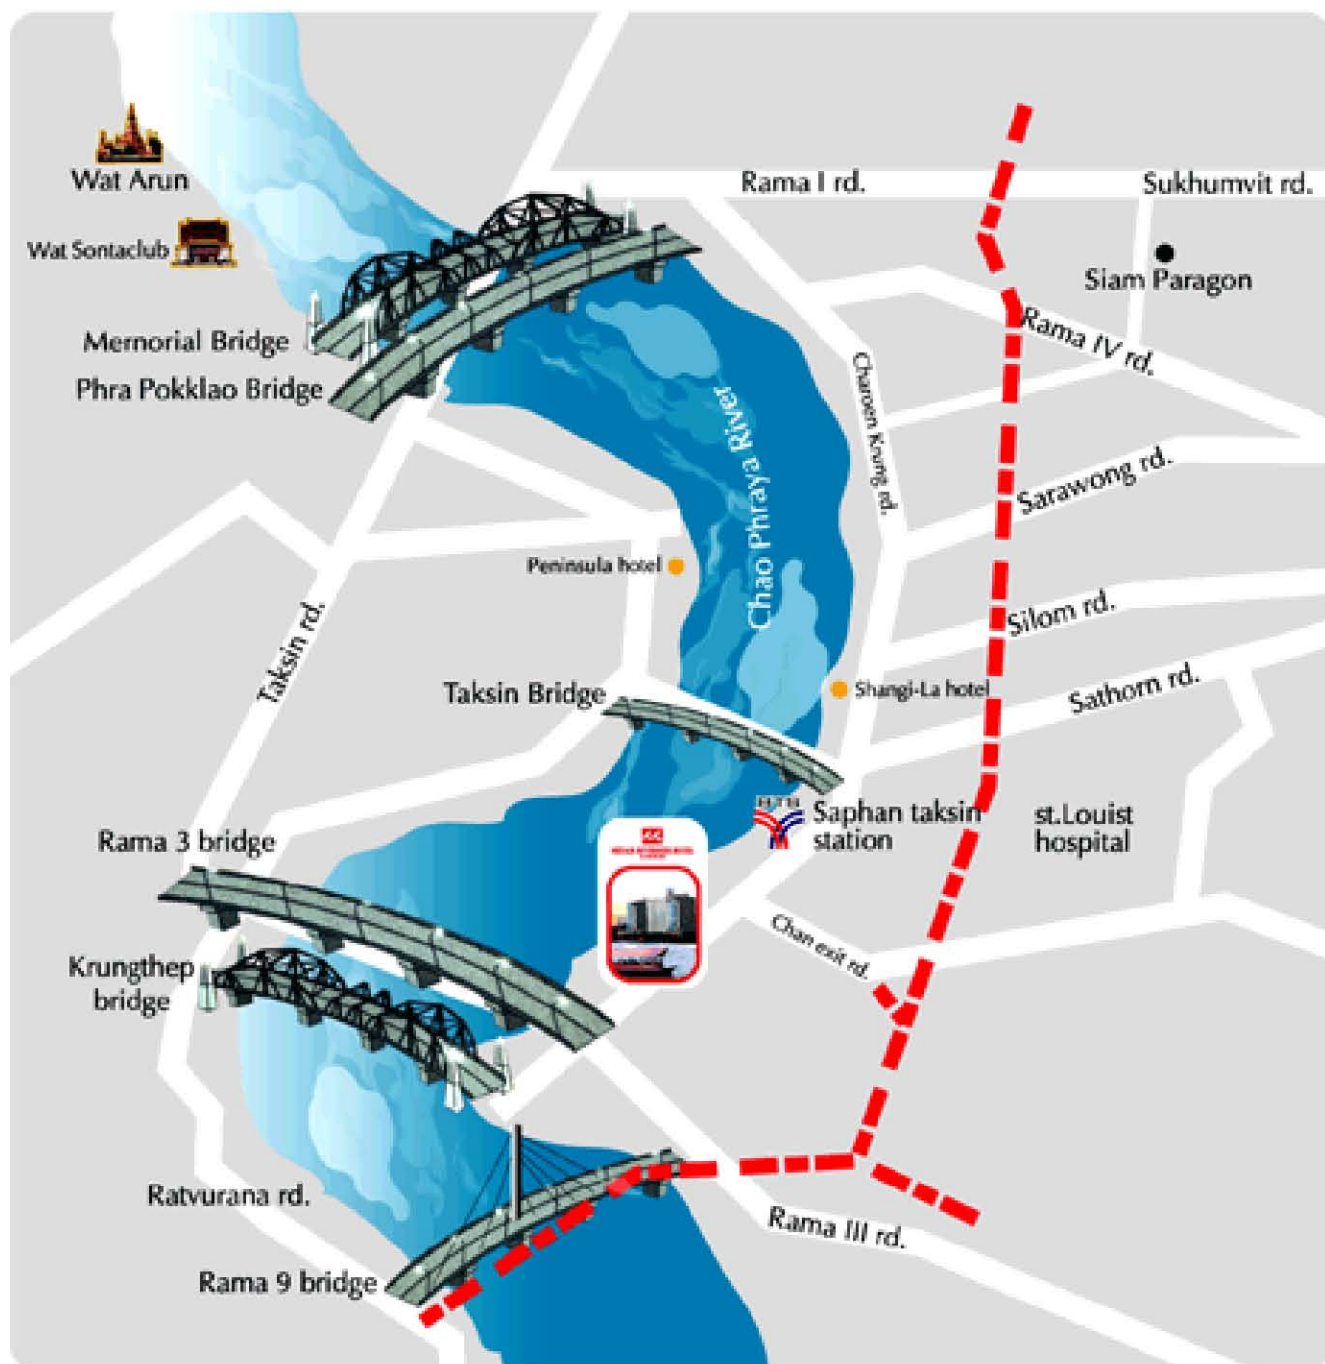 Wat Arun
Rama I rd.
Sukhumvit rd.
Wat Sontaclub
Siam Paragon
Mernorial Bridge
Rama IV rd.
Phra Pokklao Bridge
Charoen Krung rd.
Chao Phraya River
Sarawong rd.
Peninsula hotel
Silom rd.
Taksin rd.
Taksin Bridge
Shangi-La hotel
Sathorn rd.
BTS
Saphan taksin
station
st.Louist
hospital
Rama 3 bridge
Chan exit rd.
Krungthep
bridge
Ratvurana rd.
Rama III rd.
Rama 9 bridge